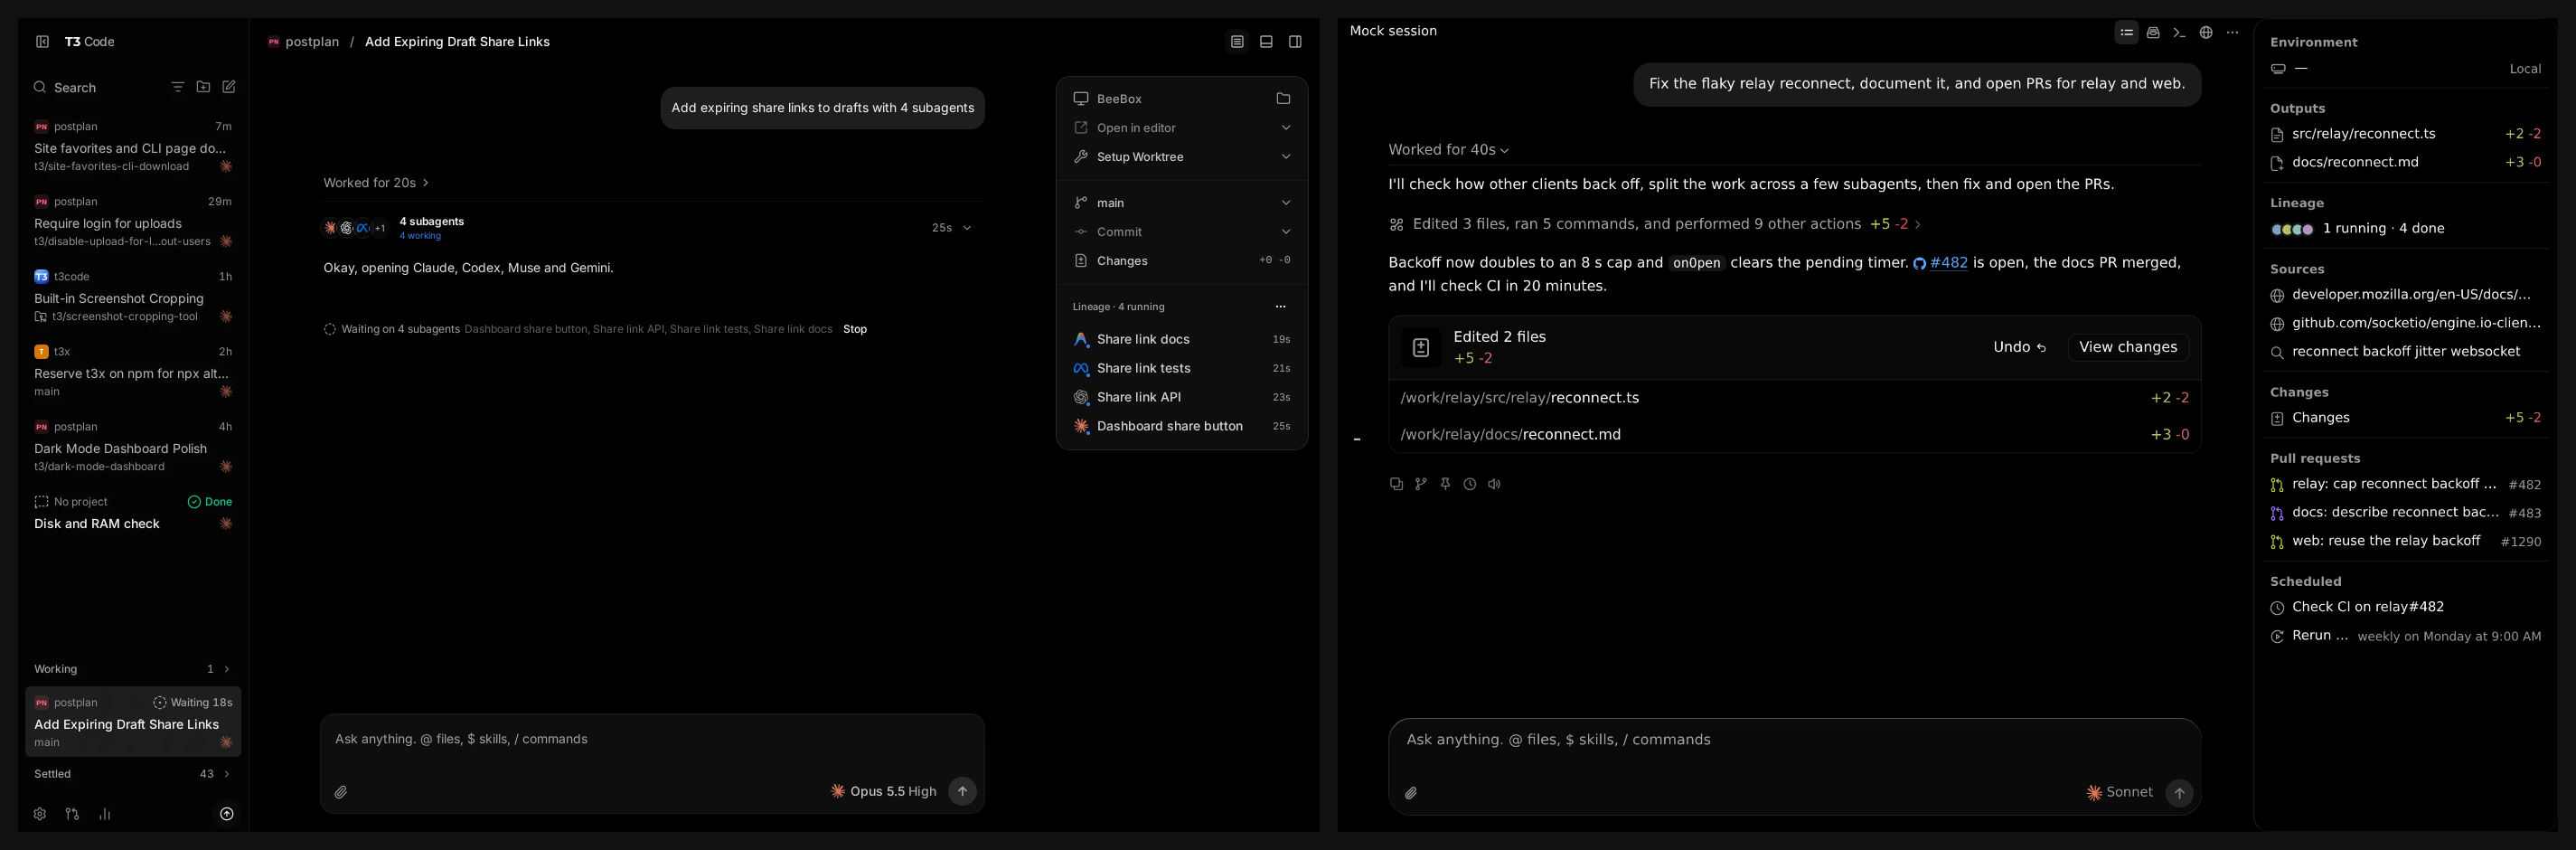 T3 Code
Search
PN postplan 7m
Site favorites and CLI page do...
t3/site-favorites-cli-download
PN postplan 29m
Require login for uploads
t3/disable-upload-for-l...out-users
T3 t3code 1h
Built-in Screenshot Cropping
t3/screenshot-cropping-tool
T t3x 2h
Reserve t3x on npm for npx alt...
main
PN postplan 4h
Dark Mode Dashboard Polish
t3/dark-mode-dashboard
No project Done
Disk and RAM check
Working 1
PN postplan Waiting 18s
Add Expiring Draft Share Links
main
Settled 43
PN postplan / Add Expiring Draft Share Links
Add expiring share links to drafts with 4 subagents
Worked for 20s
+1 4 subagents 25s
4 working
Okay, opening Claude, Codex, Muse and Gemini.
Waiting on 4 subagents Dashboard share button, Share link API, Share link tests, Share link docs Stop
Ask anything. @ files, $ skills, / commands
Opus 5.5 High
BeeBox
Open in editor
Setup Worktree
main
Commit
Changes +0 -0
Lineage · 4 running
Share link docs 19s
Share link tests 21s
Share link API 23s
Dashboard share button 25s
Mock session
Fix the flaky relay reconnect, document it, and open PRs for relay and web.
Worked for 40s
I'll check how other clients back off, split the work across a few subagents, then fix and open the PRs.
Edited 3 files, ran 5 commands, and performed 9 other actions +5 -2
Backoff now doubles to an 8 s cap and onOpen clears the pending timer. #482 is open, the docs PR merged,
and I'll check CI in 20 minutes.
Edited 2 files
+5 -2
Undo View changes
/work/relay/src/relay/reconnect.ts +2 -2
/work/relay/docs/reconnect.md +3 -0
Ask anything. @ files, $ skills, / commands
Sonnet
Environment
— Local
Outputs
src/relay/reconnect.ts +2 -2
docs/reconnect.md +3 -0
Lineage
1 running · 4 done
Sources
developer.mozilla.org/en-US/docs/...
github.com/socketio/engine.io-clien...
reconnect backoff jitter websocket
Changes
Changes +5 -2
Pull requests
relay: cap reconnect backoff ... #482
docs: describe reconnect bac... #483
web: reuse the relay backoff #1290
Scheduled
Check CI on relay#482
Rerun ... weekly on Monday at 9:00 AM